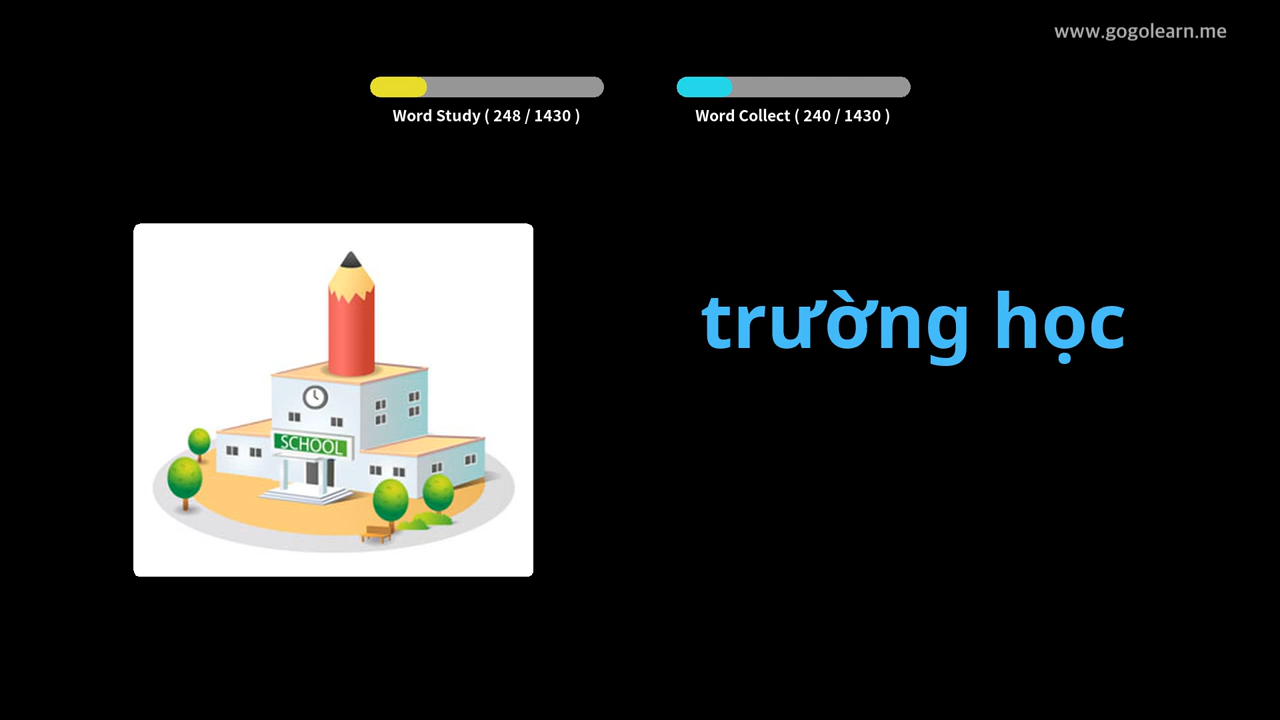 www.gogolearn.me
Word Study ( 248 / 1430 )
Word Collect ( 240 / 1430 )
trường học
SCHOOL